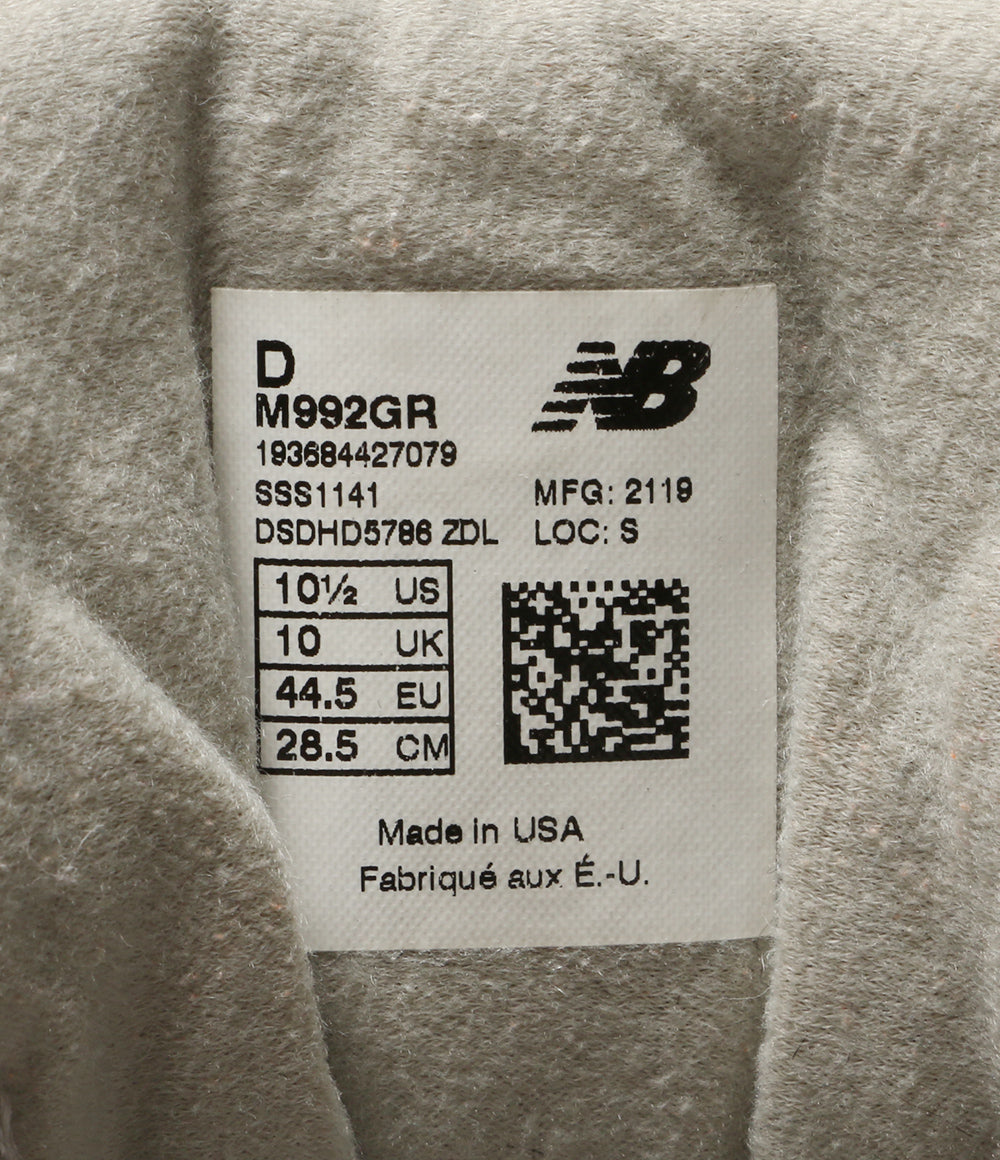 D
NB
M992GR
193684427079
SSS1141 MFG: 2119
DSDHD5786 ZDL LOC: S
10½ US
10 UK
44.5 EU
28.5 CM
Made in USA
Fabriqué aux É.-U.